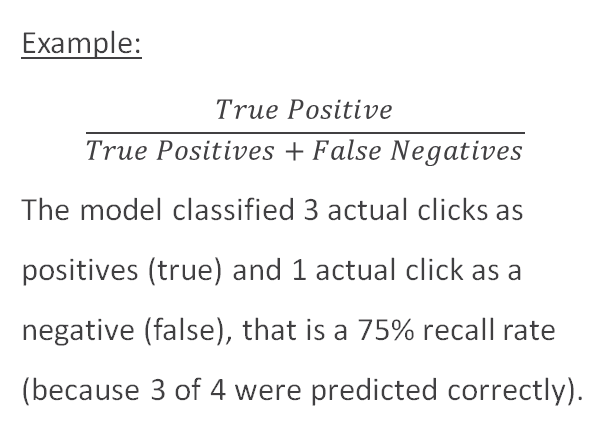 Example:
True Positive
True Positives + False Negatives
The model classified 3 actual clicks as
positives (true) and 1 actual click as a
negative (false), that is a 75% recall rate
(because 3 of 4 were predicted correctly).